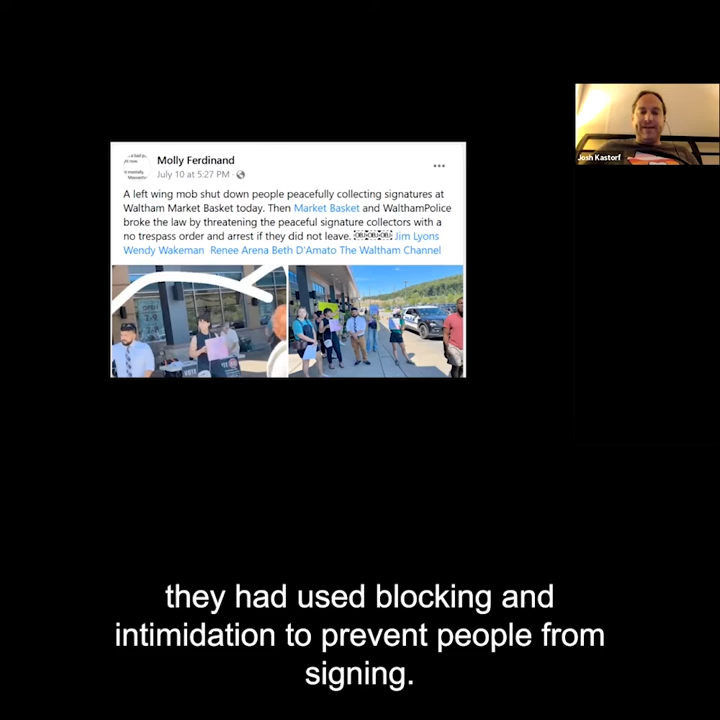 Molly Ferdinand
July 10 at 5:27 PM ·
A left wing mob shut down people peacefully collecting signatures at
Waltham Market Basket today. Then Market Basket and WalthamPolice
broke the law by threatening the peaceful signature collectors with a
no trespass order and arrest if they did not leave. Jim Lyons
Wendy Wakeman Renee Arena Beth D'Amato The Waltham Channel
OPEN
VOTE
Josh Kastorf
they had used blocking and
intimidation to prevent people from
signing.